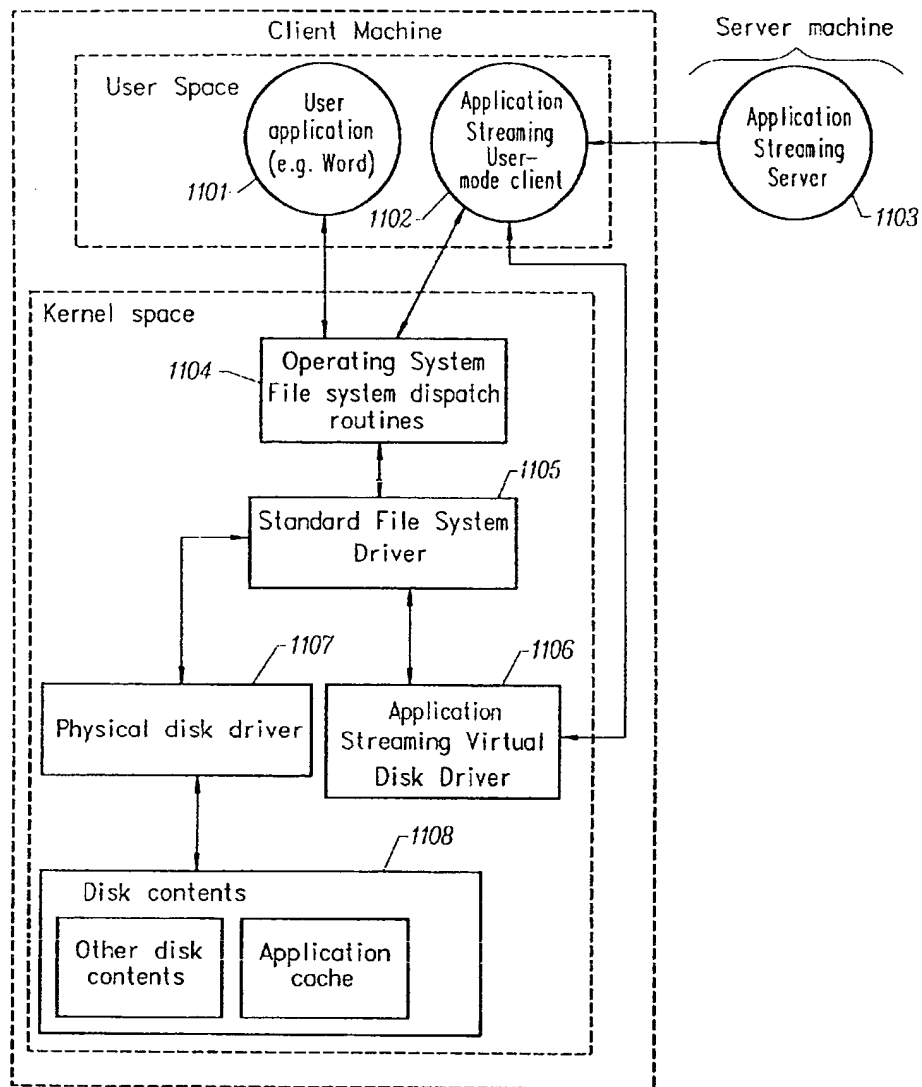 Client Machine
Server machine
User Space
User
application
(e.g. Word)
1101
Application
Streaming
User-
mode client
1102
Application
Streaming
Server
1103
Kernel space
1104
Operating System
File system dispatch
routines
1105
Standard File System
Driver
1107
Physical disk driver
1106
Application
Streaming Virtual
Disk Driver
1108
Disk contents
Other disk
contents
Application
cache